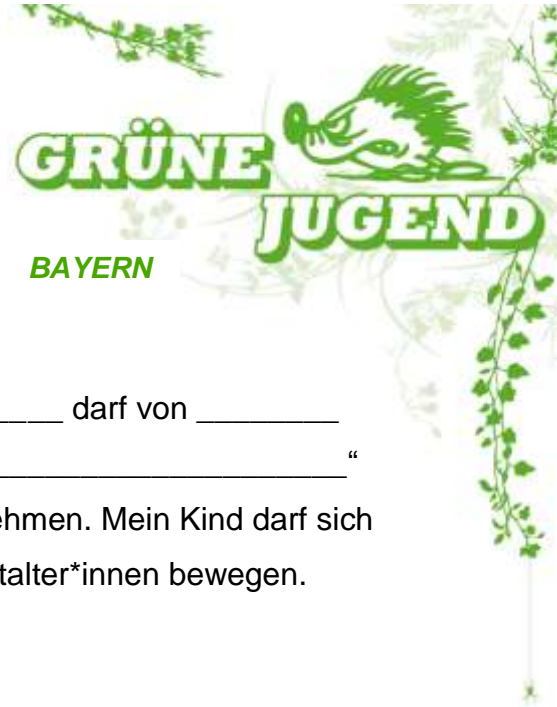 GRÜNE
JUGEND
BAYERN
____ darf von ________
____________________“
ehmen. Mein Kind darf sich
talter*innen bewegen.